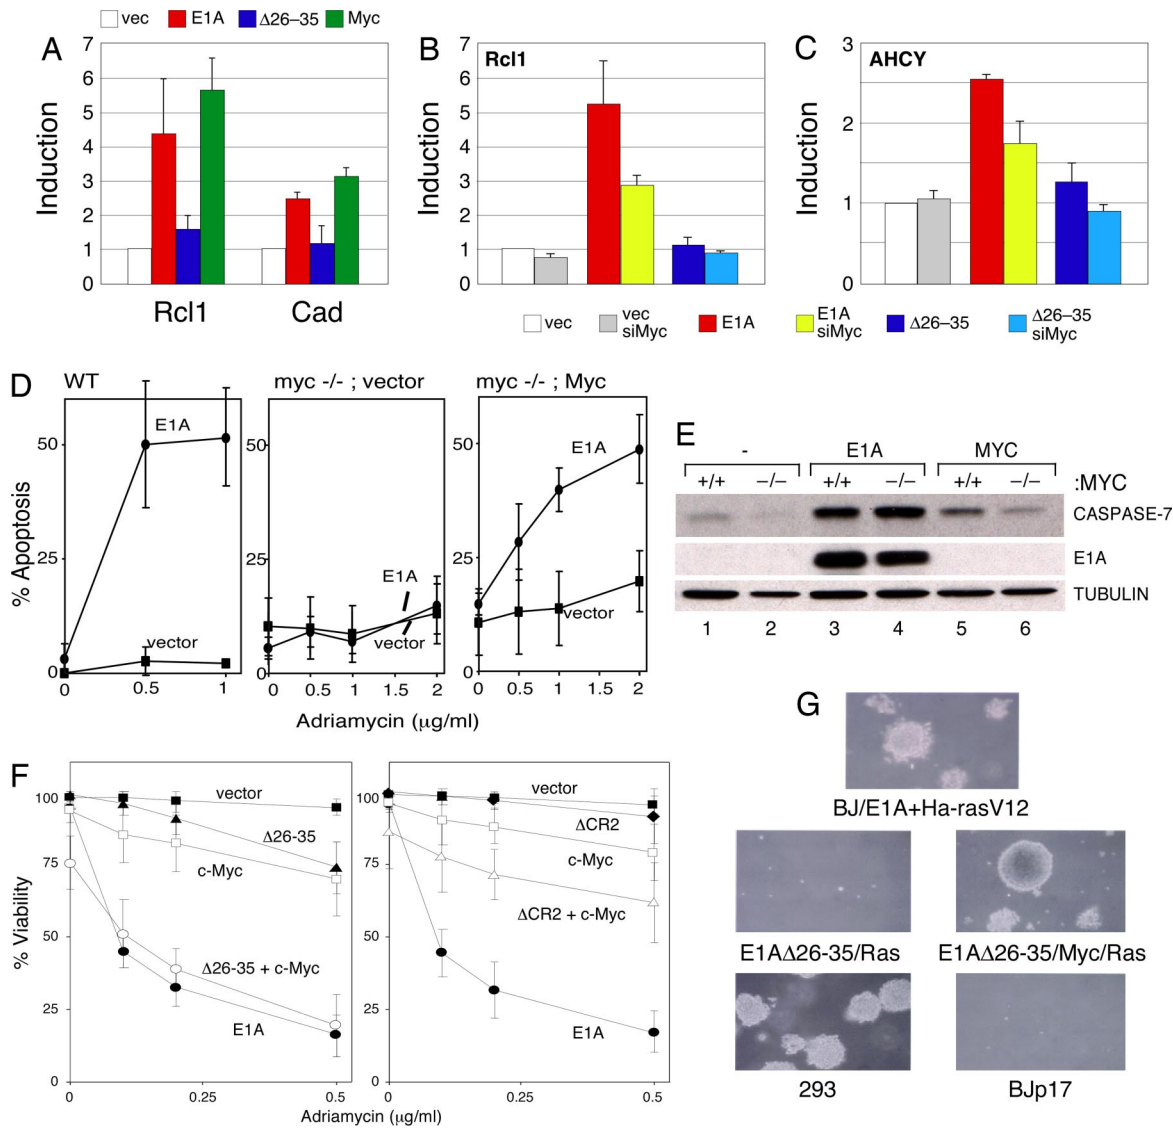 vec E1A Δ26–35 Myc
A
7
6
5
4
3
2
1
0
Induction
Rcl1 Cad
B
Rcl1
7
6
5
4
3
2
1
0
Induction
C
AHCY
3
2
1
0
Induction
vec
vec siMyc
E1A
E1A siMyc
Δ26–35
Δ26–35 siMyc
D
WT
myc -/- ; vector
myc -/- ; Myc
% Apoptosis
50
25
0
E1A
vector
0 0.5 1
50
25
0
E1A
vector
0 0.5 1 1.5 2
50
25
0
E1A
vector
0 0.5 1 1.5 2
Adriamycin (μg/ml)
E
- E1A MYC
+/+ –/– +/+ –/– +/+ –/– :MYC
CASPASE-7
E1A
TUBULIN
1 2 3 4 5 6
F
% Viability
100
75
50
25
0
vector
Δ26-35
c-Myc
Δ26-35 + c-Myc
E1A
0 0.25 0.5
100
75
50
25
0
vector
ΔCR2
c-Myc
ΔCR2 + c-Myc
E1A
0 0.25 0.5
Adriamycin (μg/ml)
G
BJ/E1A+Ha-rasV12
E1AΔ26-35/Ras E1AΔ26-35/Myc/Ras
293 BJp17